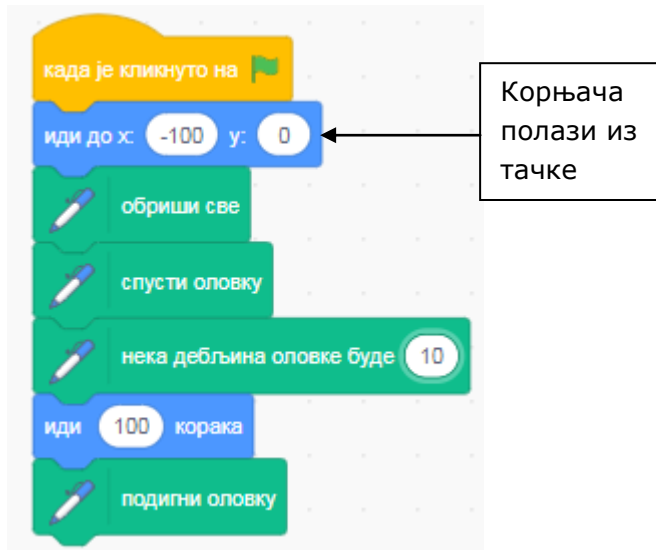 када је кликнуто на
иди до x: -100 y: 0
Корњача
полази из
тачке
обриши све
спусти оловку
нека дебљина оловке буде 10
иди 100 корака
подигни оловку